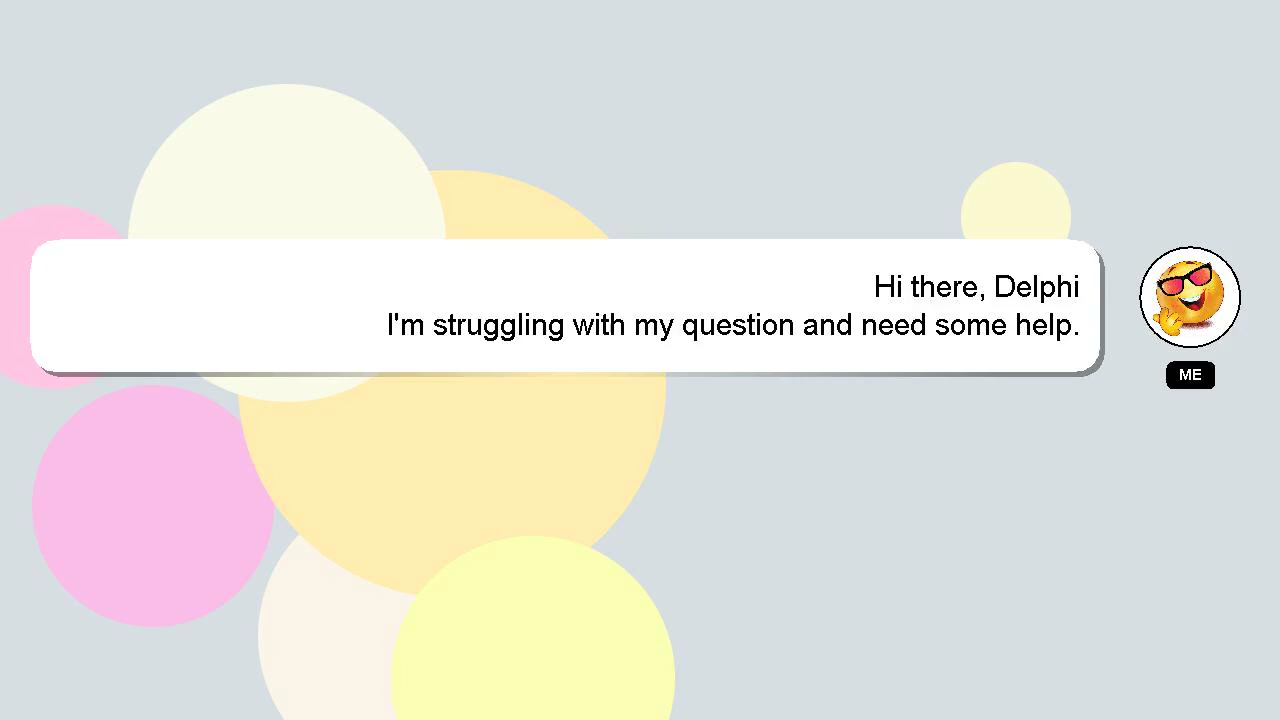 Hi there, Delphi
I'm struggling with my question and need some help.
ME